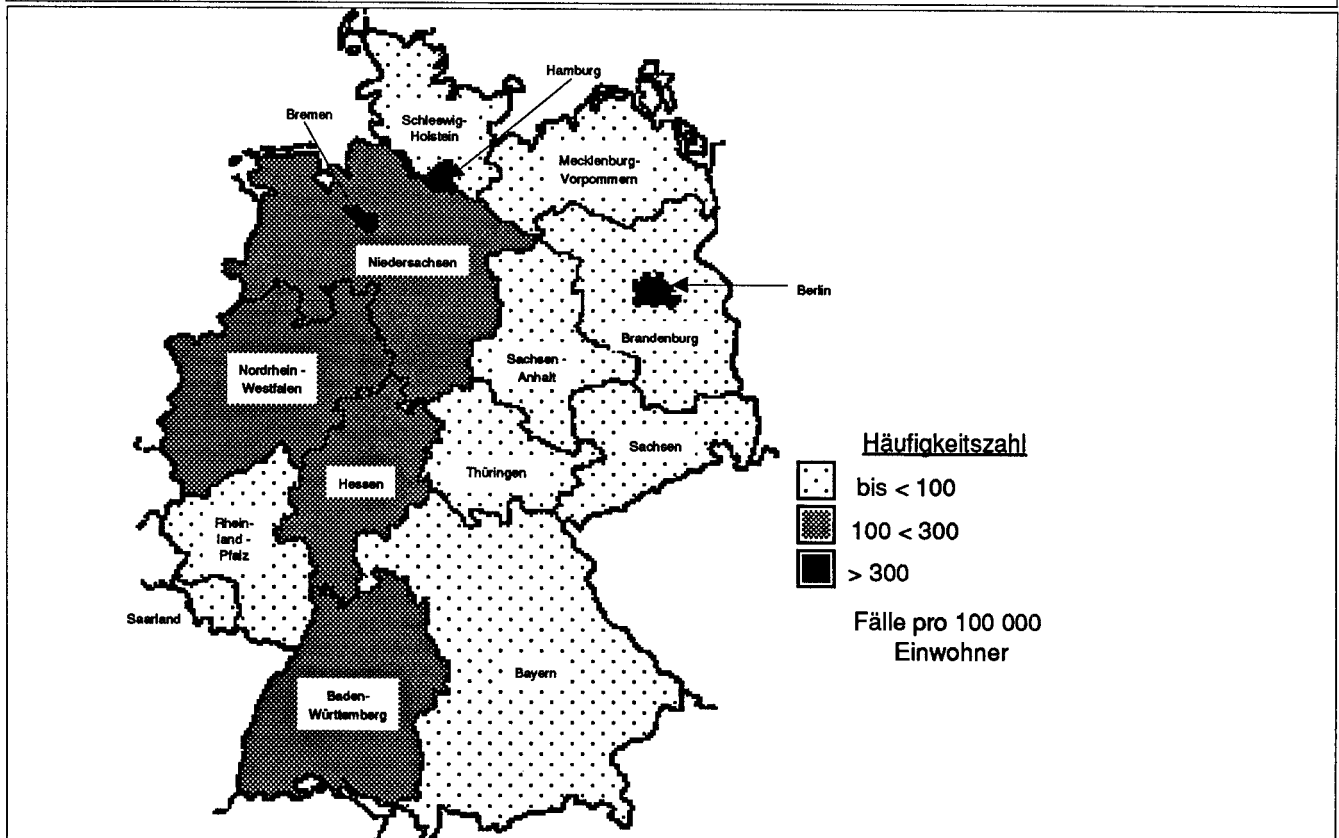 Hamburg
Bremen
Schleswig-
Holstein
Mecklenburg-
Vorpommern
Niedersachsen
Berlin
Brandenburg
Nordrhein -
Westfalen
Sachsen -
Anhalt
Sachsen
Thüringen
Hessen
Rhein-
land -
Pfalz
Saarland
Bayern
Baden-
Württemberg
Häufigkeitszahl
bis < 100
100 < 300
> 300
Fälle pro 100 000
Einwohner